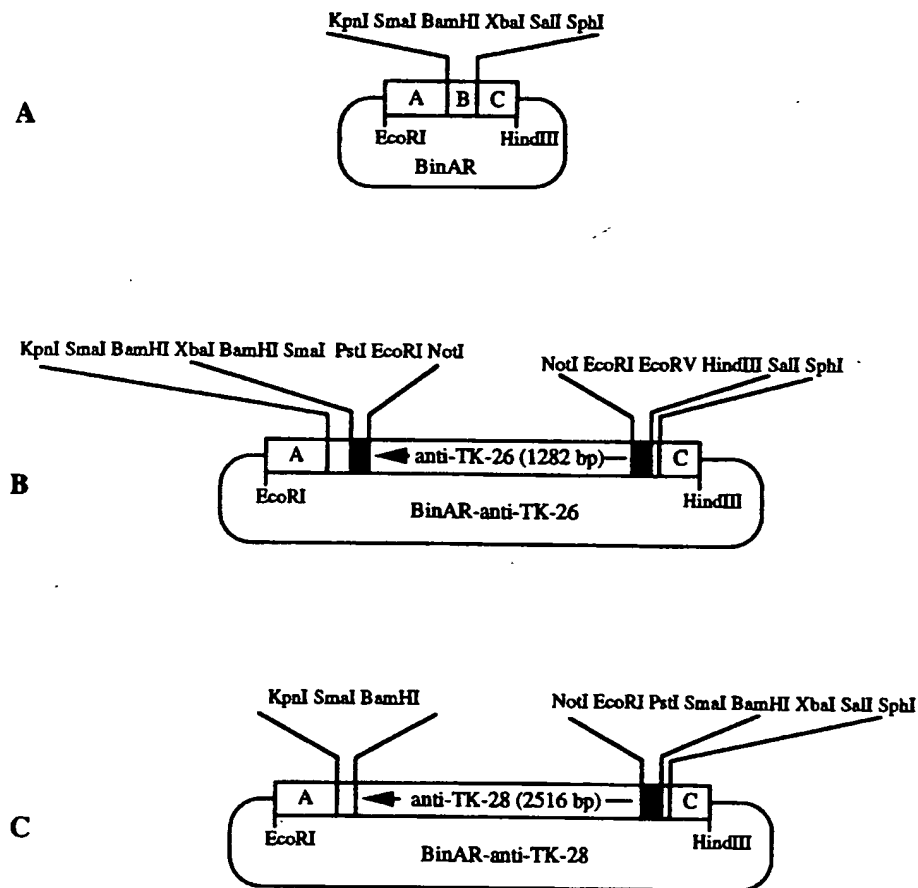 KpnI SmaI BamHI XbaI SalI SphI
A
A B C
EcoRI HindIII
BinAR
KpnI SmaI BamHI XbaI BamHI SmaI PstI EcoRI NotI
NotI EcoRI EcoRV HindIII SalI SphI
A anti-TK-26 (1282 bp) C
B
EcoRI HindIII
BinAR-anti-TK-26
KpnI SmaI BamHI
NotI EcoRI PstI SmaI BamHI XbaI SalI SphI
A anti-TK-28 (2516 bp) C
C
EcoRI HindIII
BinAR-anti-TK-28